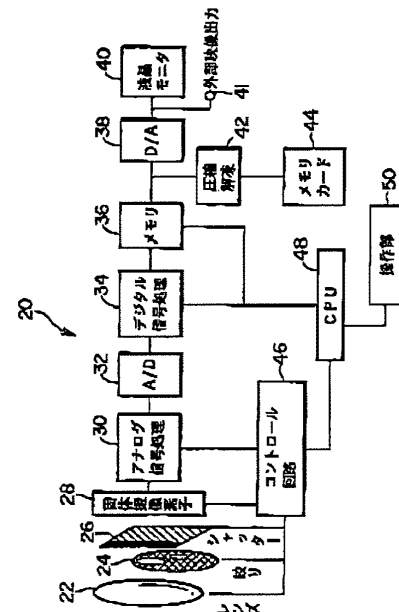 20
22
レンズ
24
絞り
26
シャッター
28
固体撮像素子
30
アナログ
信号処理
32
A/D
34
デジタル
信号処理
36
メモリ
38
D/A
40
液晶
モニタ
外部映像出力
41
42
圧縮
解凍
44
メモリ
カード
46
コントロール
回路
48
CPU
50
操作部